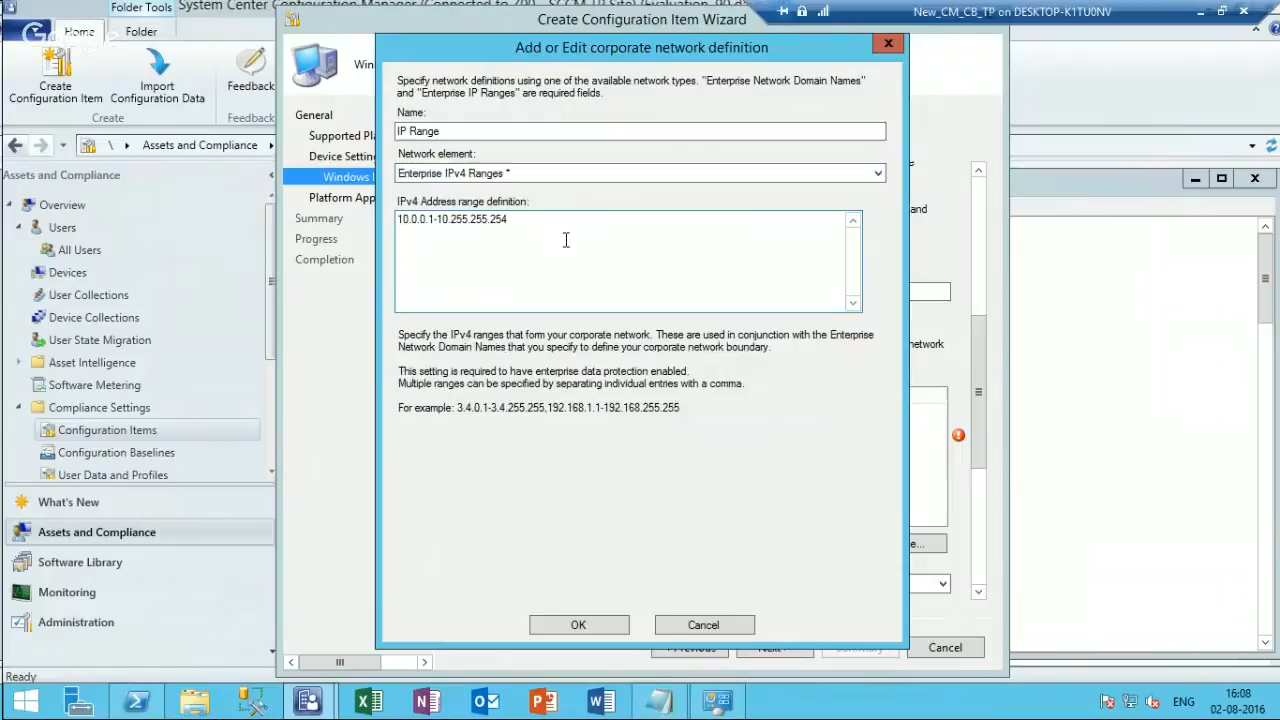 Folder Tools
System Center Configuration Manager (Connected to
Create Configuration Item Wizard
New_CM_CB_TP on DESKTOP-K1TU0NV
Home
Folder
Add or Edit corporate network definition
Create
Configuration Item
Import
Configuration Data
Feedback
Create
Feedback
Assets and Compliance
Assets and Compliance
Overview
Users
All Users
Devices
User Collections
Device Collections
User State Migration
Asset Intelligence
Software Metering
Compliance Settings
Configuration Items
Configuration Baselines
User Data and Profiles
What's New
Assets and Compliance
Software Library
Monitoring
Administration
Ready
General
Supported Pla
Device Setting
Windows
Platform App
Summary
Progress
Completion
Specify network definitions using one of the available network types. "Enterprise Network Domain Names"
and "Enterprise IP Ranges" are required fields.
Name:
IP Range
Network element:
Enterprise IPv4 Ranges *
IPv4 Address range definition:
10.0.0.1-10.255.255.254
Specify the IPv4 ranges that form your corporate network. These are used in conjunction with the Enterprise
Network Domain Names that you specify to define your corporate network boundary.
This setting is required to have enterprise data protection enabled.
Multiple ranges can be specified by separating individual entries with a comma.
For example: 3.4.0.1-3.4.255.255,192.168.1.1-192.168.255.255
OK
Cancel
and
network
e...
Cancel
ENG
16:08
02-08-2016